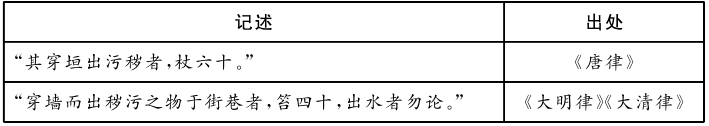 记述 出处
“其穿垣出污秽者,杖六十。” 《唐律》
“穿墙而出秽污之物于街巷者,笞四十,出水者勿论。” 《大明律》《大清律》